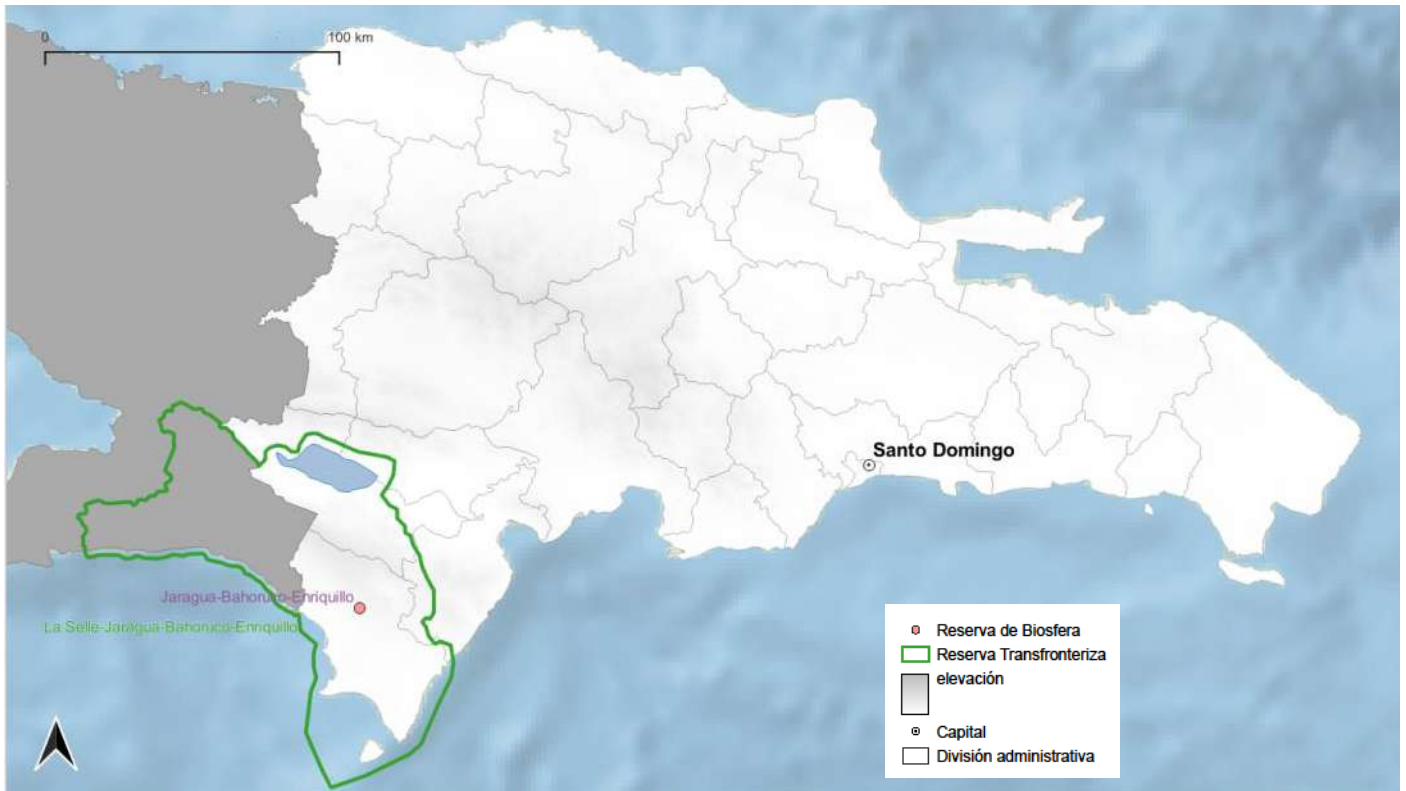 0 100 km
Santo Domingo
Jaragua-Bahoruco-Enriquillo
La Selle-Jaragua-Bahoruco-Enriquillo
Reserva de Biosfera
Reserva Transfronteriza
elevación
Capital
División administrativa